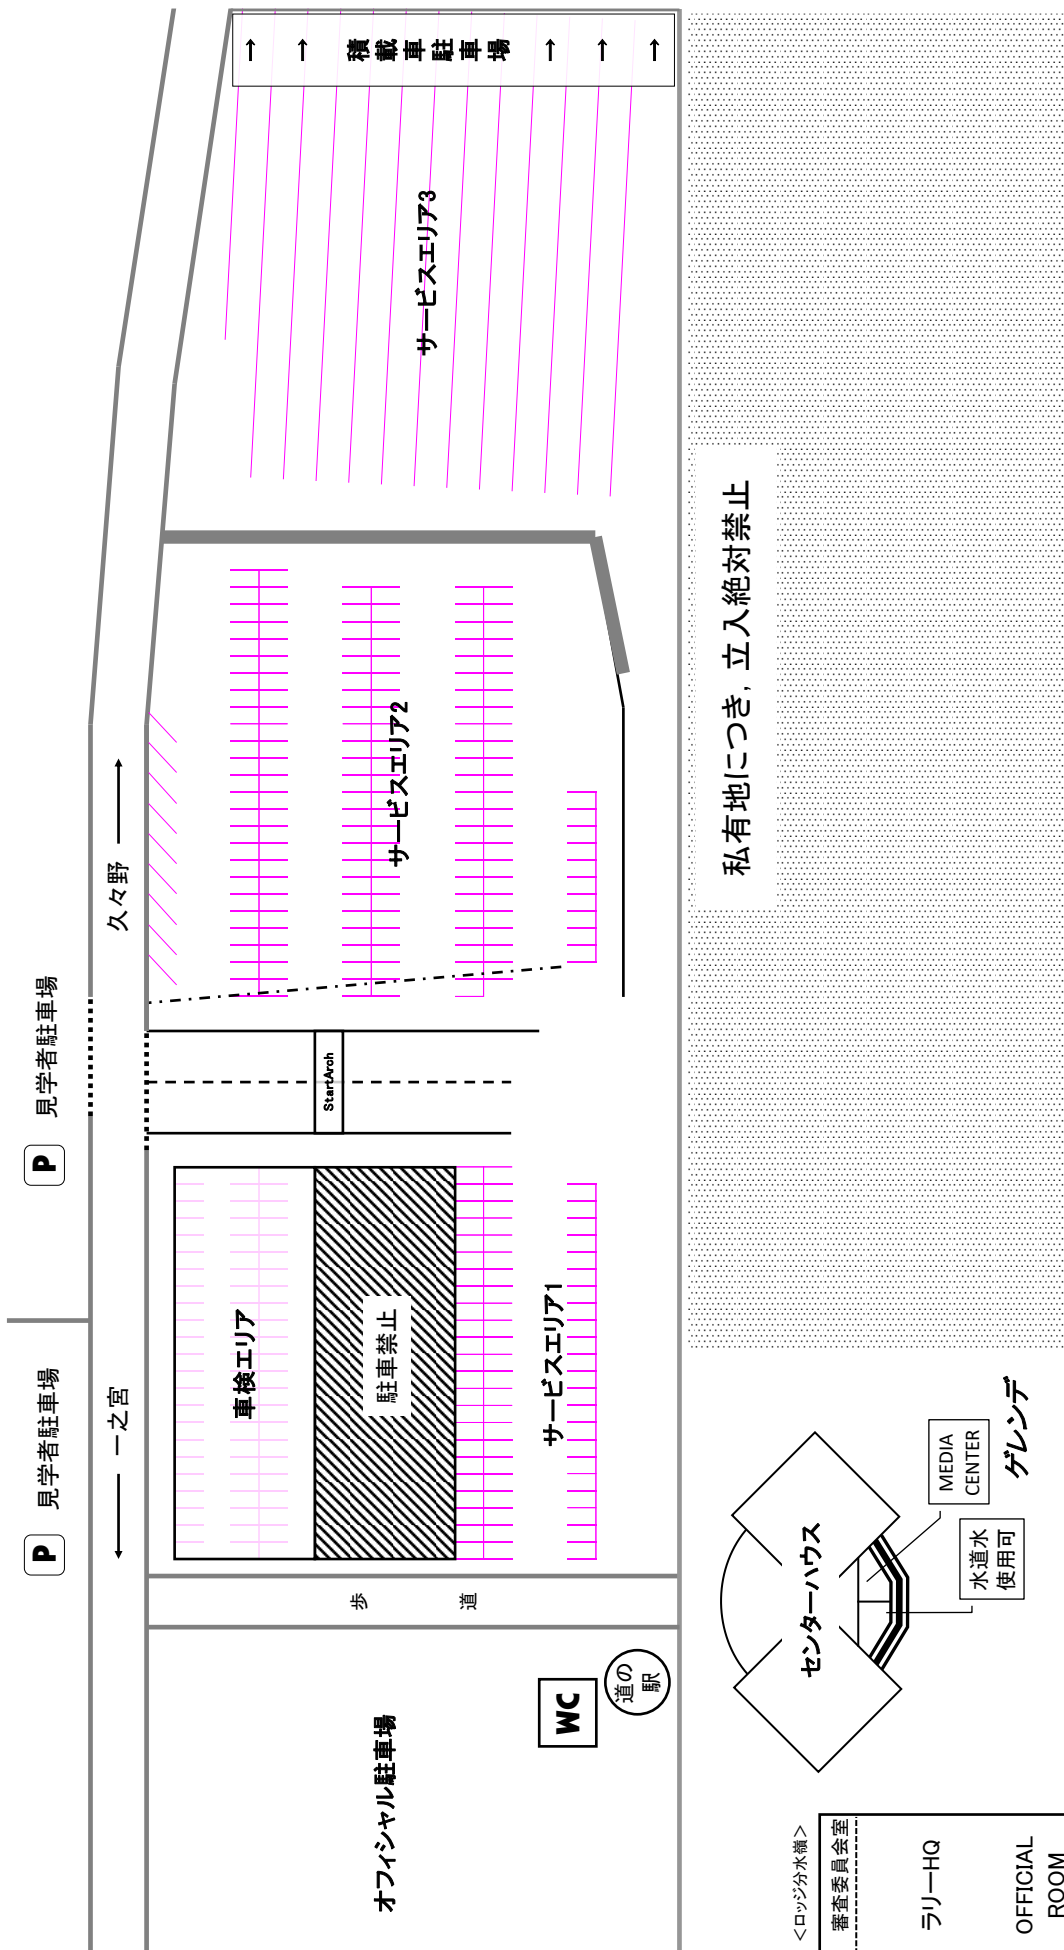 見学者駐車場
P
見学者駐車場
P
久々野
一之宮
↑ ↑ 積載車駐車場 ↑ ↑ ↑
サービスエリア3
サービスエリア2
StartArch
車検エリア
駐車禁止
サービスエリア1
歩道
オフィシャル駐車場
WC
道の
駅
私有地につき, 立入絶対禁止
センターハウス
MEDIA
CENTER
水道水
使用可
ゲレンデ
<ロッジ分水嶺>
審査委員会室
ラリーHQ
OFFICIAL
ROOM